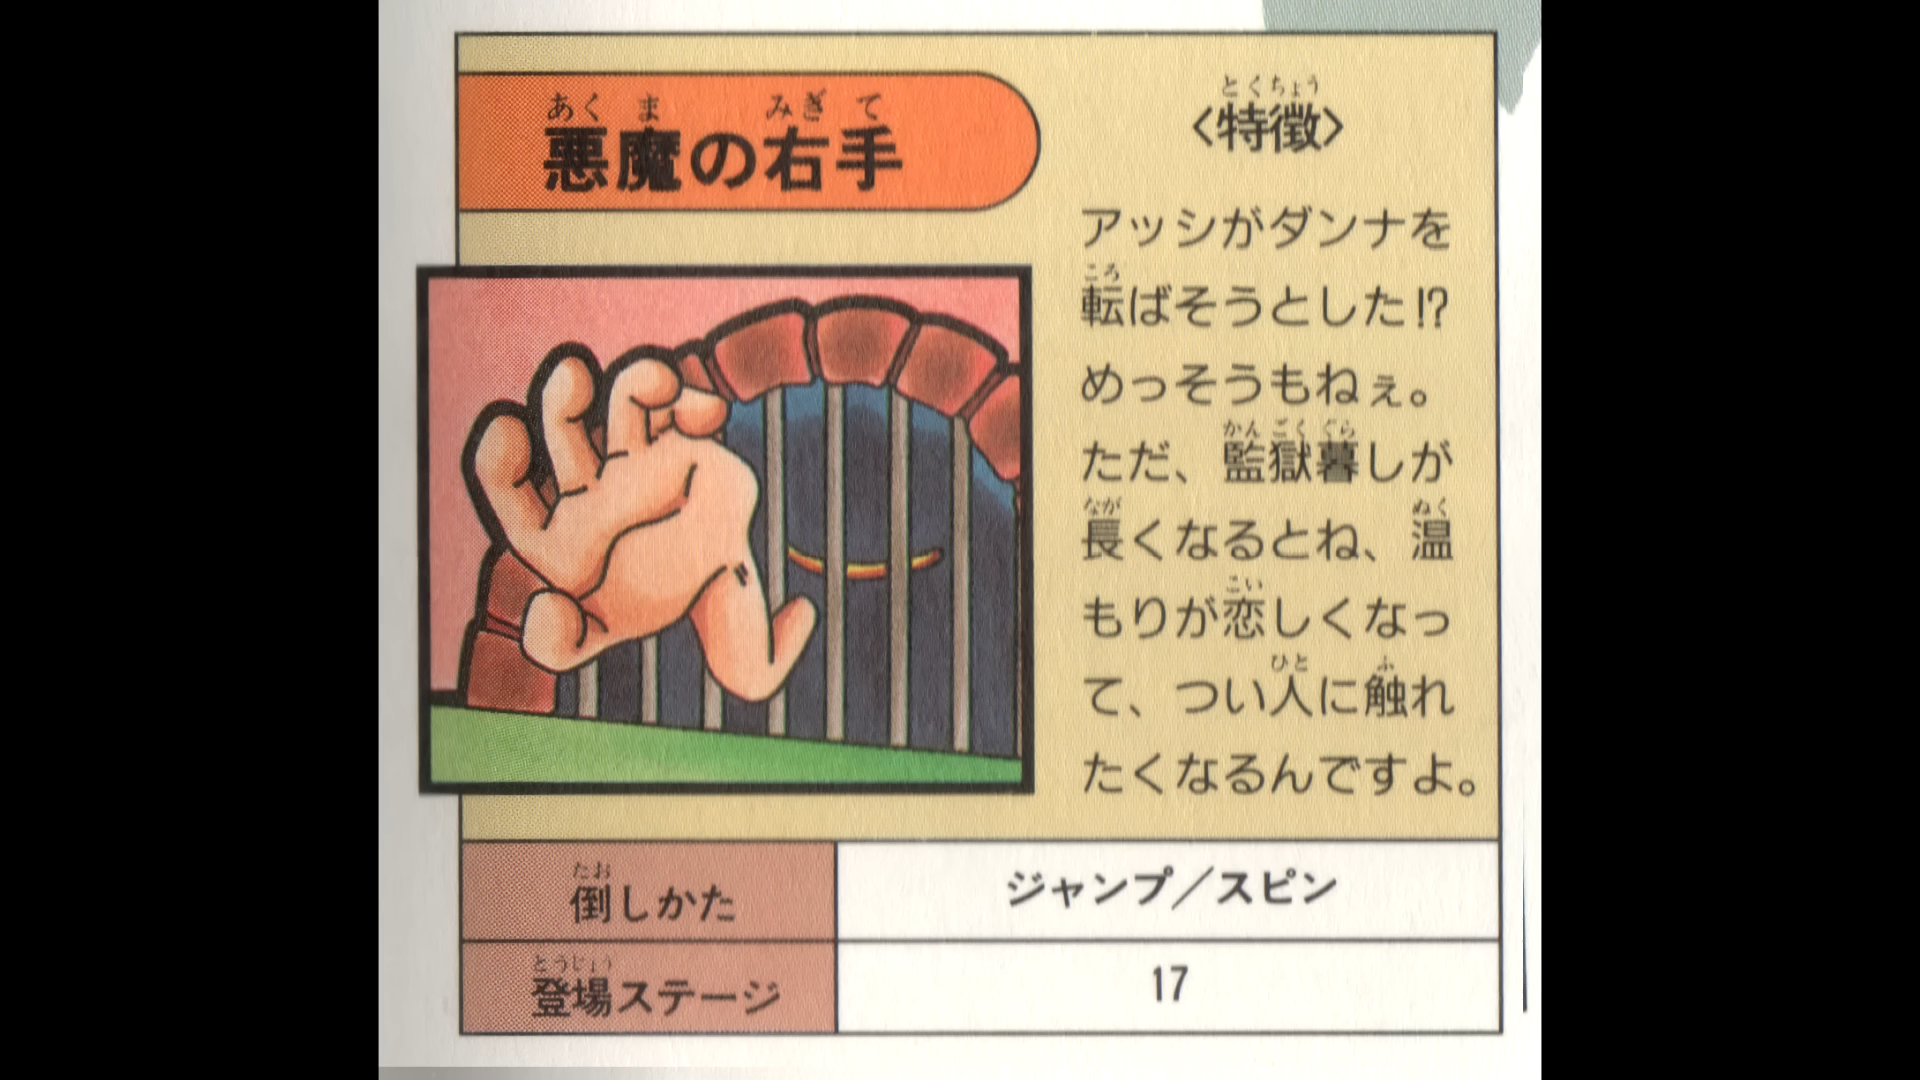 あくまみぎて
悪魔の右手
とくちょう
〈特徴〉
アッシがダンナを
ころ
転ばそうとした!?
めっそうもねぇ。
かんごくぐら
ただ、監獄暮しが
ながぬく
長くなるとね、温
こい
もりが恋しくなっ
ひとふ
て、つい人に触れ
たくなるんですよ。
たお
倒しかた
ジャンプ／スピン
とうじょう
登場ステージ
17